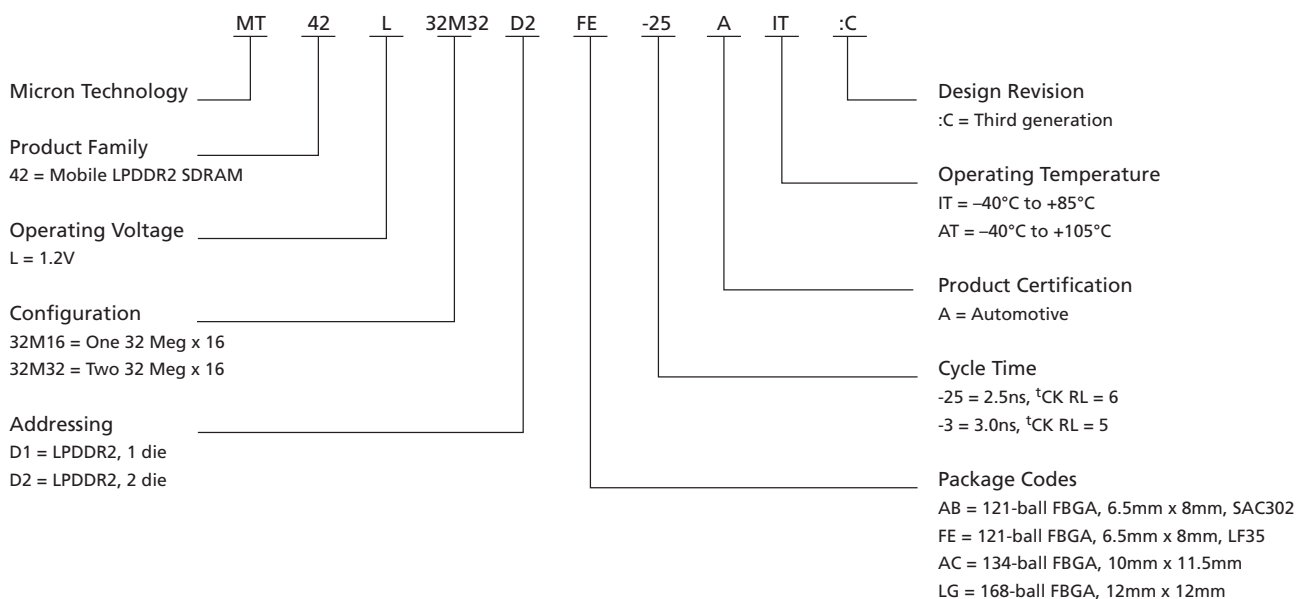 MT 42 L 32M32 D2 FE -25 A IT :C
Micron Technology
Product Family
42 = Mobile LPDDR2 SDRAM
Operating Voltage
L = 1.2V
Configuration
32M16 = One 32 Meg x 16
32M32 = Two 32 Meg x 16
Addressing
D1 = LPDDR2, 1 die
D2 = LPDDR2, 2 die
Design Revision
:C = Third generation
Operating Temperature
IT = –40°C to +85°C
AT = –40°C to +105°C
Product Certification
A = Automotive
Cycle Time
-25 = 2.5ns, tCK RL = 6
-3 = 3.0ns, tCK RL = 5
Package Codes
AB = 121-ball FBGA, 6.5mm x 8mm, SAC302
FE = 121-ball FBGA, 6.5mm x 8mm, LF35
AC = 134-ball FBGA, 10mm x 11.5mm
LG = 168-ball FBGA, 12mm x 12mm